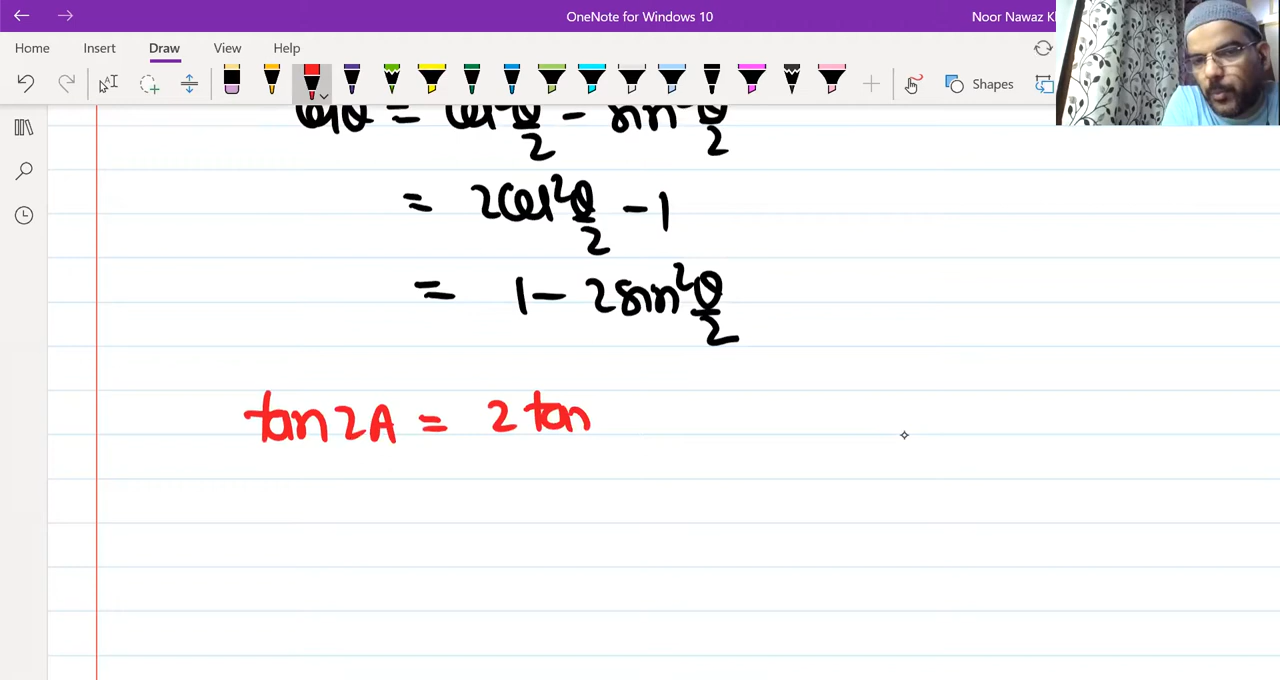 OneNote for Windows 10
Noor Nawaz
Home Insert Draw View Help
Shapes
cosθ = cos²θ/2 - sin²θ/2
= 2cos²θ/2 - 1
= 1 - 2sin²θ/2
tan2A = 2tan